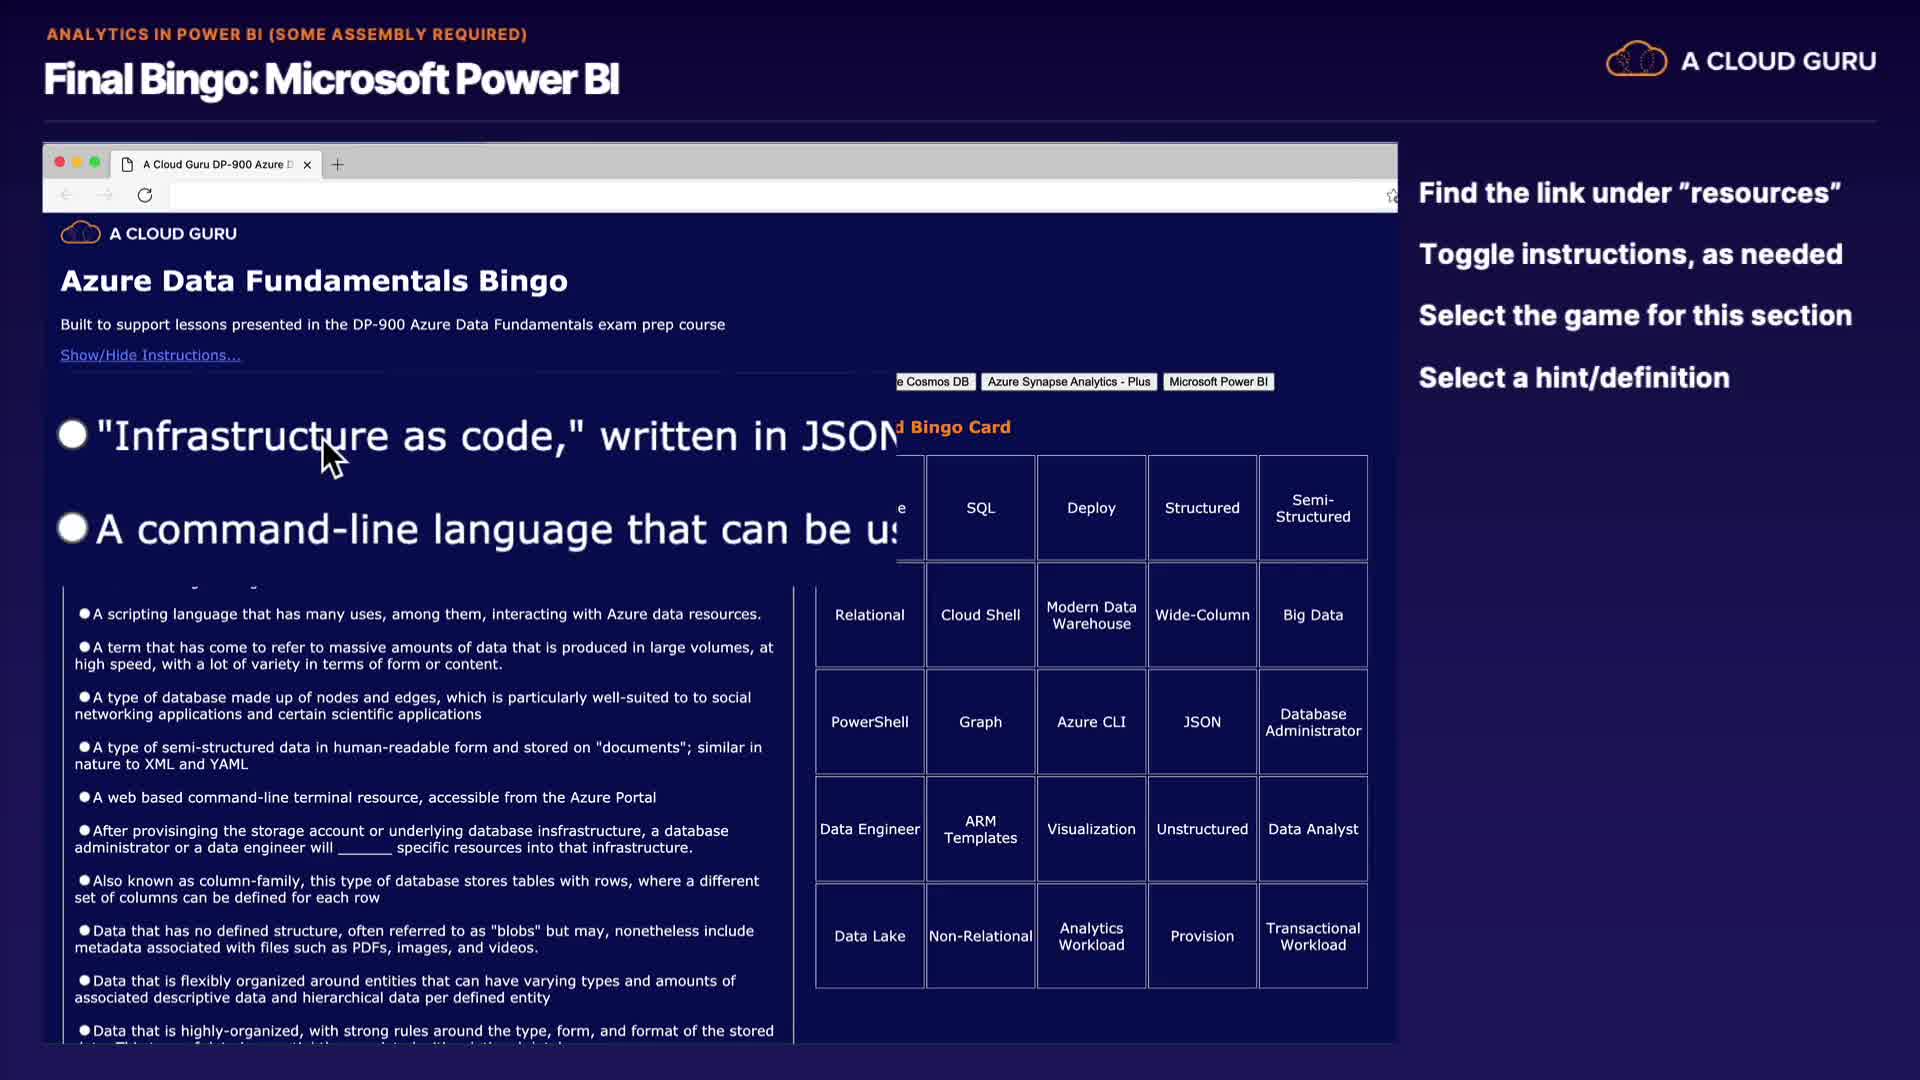 ANALYTICS IN POWER BI (SOME ASSEMBLY REQUIRED)
Final Bingo: Microsoft Power BI
A CLOUD GURU
A Cloud Guru DP-900 Azure D
A CLOUD GURU
Azure Data Fundamentals Bingo
Built to support lessons presented in the DP-900 Azure Data Fundamentals exam prep course
Show/Hide Instructions...
e Cosmos DB
Azure Synapse Analytics - Plus
Microsoft Power BI
"Infrastructure as code," written in JSON
A command-line language that can be us
A scripting language that has many uses, among them, interacting with Azure data resources.
A term that has come to refer to massive amounts of data that is produced in large volumes, at
high speed, with a lot of variety in terms of form or content.
A type of database made up of nodes and edges, which is particularly well-suited to to social
networking applications and certain scientific applications
A type of semi-structured data in human-readable form and stored on "documents"; similar in
nature to XML and YAML
A web based command-line terminal resource, accessible from the Azure Portal
After provisinging the storage account or underlying database insfrastructure, a database
administrator or a data engineer will _______ specific resources into that infrastructure.
Also known as column-family, this type of database stores tables with rows, where a different
set of columns can be defined for each row
Data that has no defined structure, often referred to as "blobs" but may, nonetheless include
metadata associated with files such as PDFs, images, and videos.
Data that is flexibly organized around entities that can have varying types and amounts of
associated descriptive data and hierarchical data per defined entity
Data that is highly-organized, with strong rules around the type, form, and format of the stored
d Bingo Card
e
SQL
Deploy
Structured
Semi-
Structured
Relational
Cloud Shell
Modern Data
Warehouse
Wide-Column
Big Data
PowerShell
Graph
Azure CLI
JSON
Database
Administrator
Data Engineer
ARM
Templates
Visualization
Unstructured
Data Analyst
Data Lake
Non-Relational
Analytics
Workload
Provision
Transactional
Workload
Find the link under "resources"
Toggle instructions, as needed
Select the game for this section
Select a hint/definition